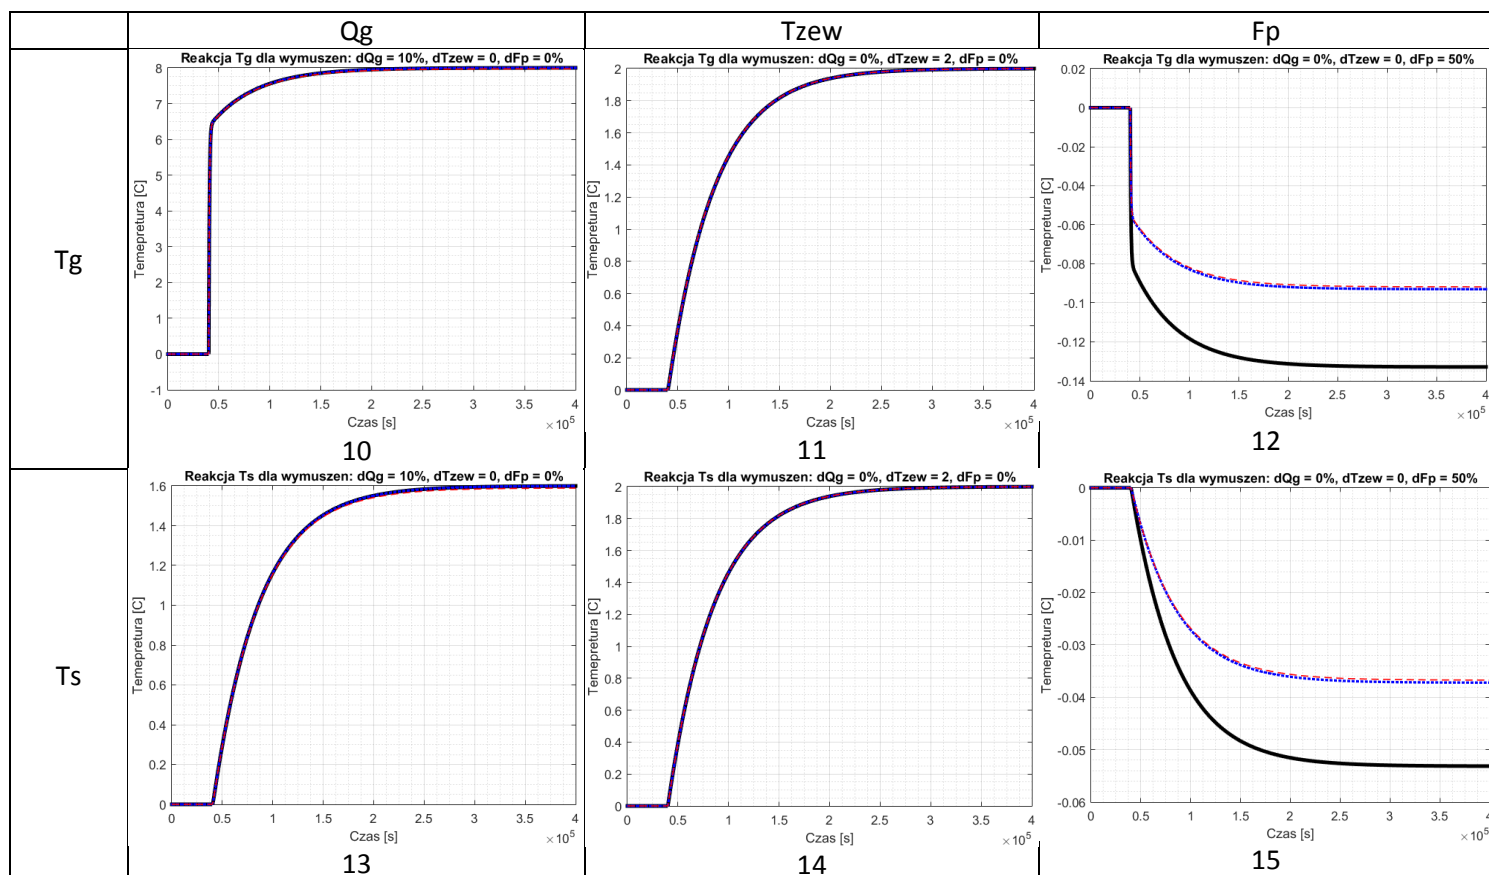 Qg Tzew Fp
Tg
Reakcja Tg dla wymuszen: dQg = 10%, dTzew = 0, dFp = 0%
Temepretura [C]
8
7
6
5
4
3
2
1
0
-1
0 0.5 1 1.5 2 2.5 3 3.5 4
Czas [s]
×10^5
10
Reakcja Tg dla wymuszen: dQg = 0%, dTzew = 2, dFp = 0%
Temepretura [C]
2
1.8
1.6
1.4
1.2
1
0.8
0.6
0.4
0.2
0
0 0.5 1 1.5 2 2.5 3 3.5 4
Czas [s]
×10^5
11
Reakcja Tg dla wymuszen: dQg = 0%, dTzew = 0, dFp = 50%
Temepretura [C]
0.02
0
-0.02
-0.04
-0.06
-0.08
-0.1
-0.12
-0.14
0 0.5 1 1.5 2 2.5 3 3.5 4
Czas [s]
×10^5
12
Ts
Reakcja Ts dla wymuszen: dQg = 10%, dTzew = 0, dFp = 0%
Temepretura [C]
1.6
1.4
1.2
1
0.8
0.6
0.4
0.2
0
0 0.5 1 1.5 2 2.5 3 3.5 4
Czas [s]
×10^5
13
Reakcja Ts dla wymuszen: dQg = 0%, dTzew = 2, dFp = 0%
Temepretura [C]
2
1.8
1.6
1.4
1.2
1
0.8
0.6
0.4
0.2
0
0 0.5 1 1.5 2 2.5 3 3.5 4
Czas [s]
×10^5
14
Reakcja Ts dla wymuszen: dQg = 0%, dTzew = 0, dFp = 50%
Temepretura [C]
0
-0.01
-0.02
-0.03
-0.04
-0.05
-0.06
0 0.5 1 1.5 2 2.5 3 3.5 4
Czas [s]
×10^5
15